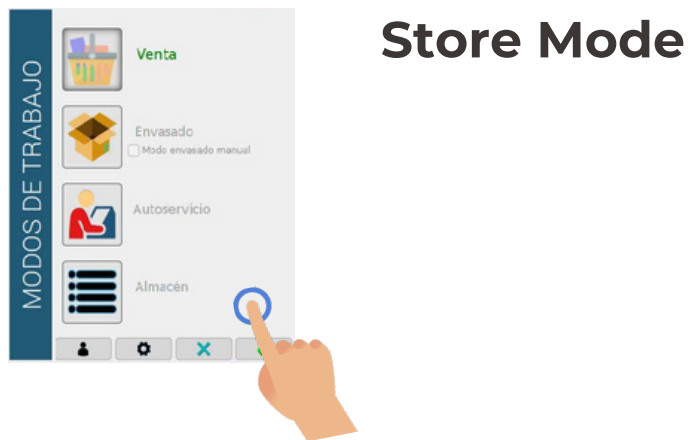 Store Mode
MODOS DE TRABAJO
Venta
Envasado
Modo envasado manual
Autoservicio
Almacén